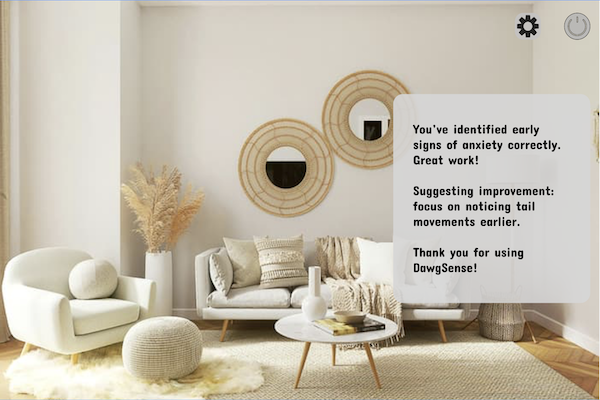 You've identified early
signs of anxiety correctly.
Great work!
Suggesting improvement:
focus on noticing tail
movements earlier.
Thank you for using
DawgSense!